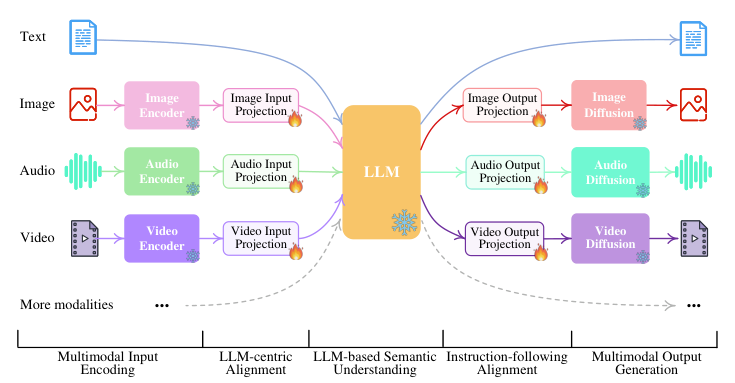 Text
Image
Image
Encoder
Image Input
Projection
Image Output
Projection
Image
Diffusion
Audio
Audio
Encoder
Audio Input
Projection
LLM
Audio Output
Projection
Audio
Diffusion
Video
Video
Encoder
Video Input
Projection
Video Output
Projection
Video
Diffusion
More modalities
...
...
Multimodal Input
Encoding
LLM-centric
Alignment
LLM-based Semantic
Understanding
Instruction-following
Alignment
Multimodal Output
Generation